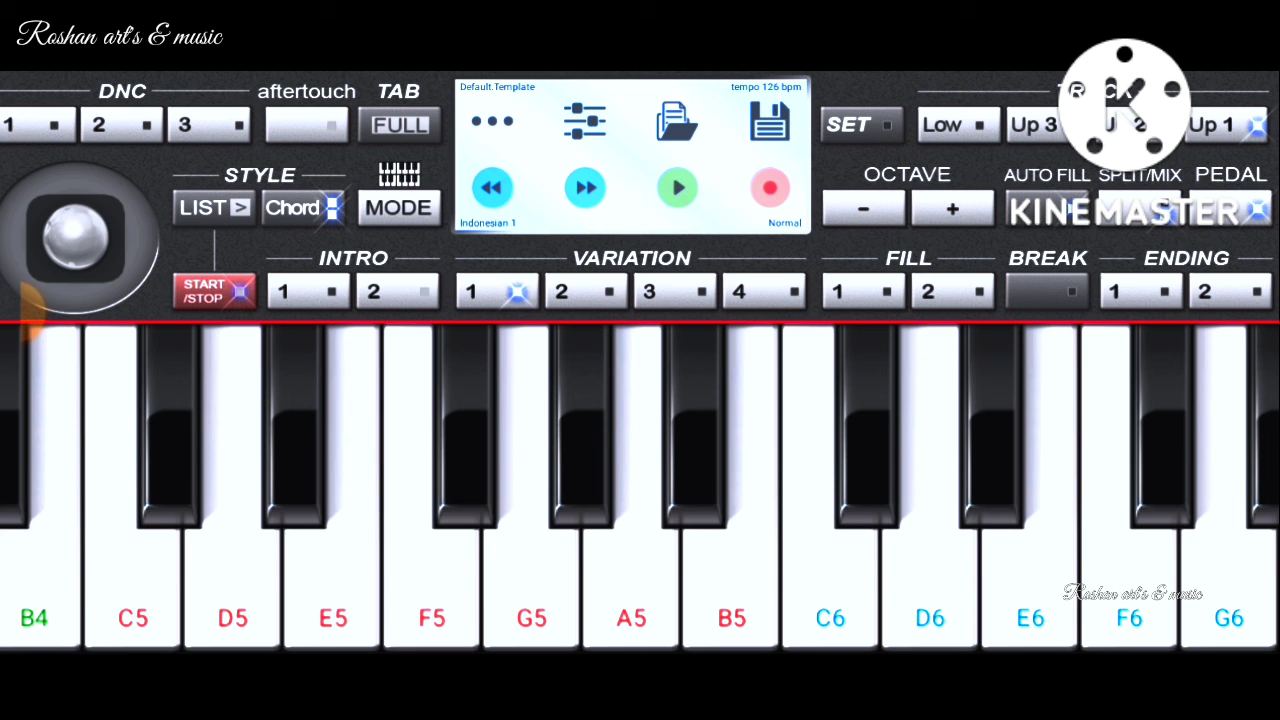 Roshan art's & music
DNC aftertouch TAB
1 2 3 FULL
Default.Template tempo 126 bpm
SET Low Up 3 Up 1
STYLE
LIST > Chord MODE
OCTAVE AUTO FILL SPLIT/MIX PEDAL
- +
KINEMASTER
Indonesian 1 Normal
INTRO VARIATION FILL BREAK ENDING
START /STOP 1 2 1 2 3 4 1 2 1 2
Roshan art's & music
B4 C5 D5 E5 F5 G5 A5 B5 C6 D6 E6 F6 G6